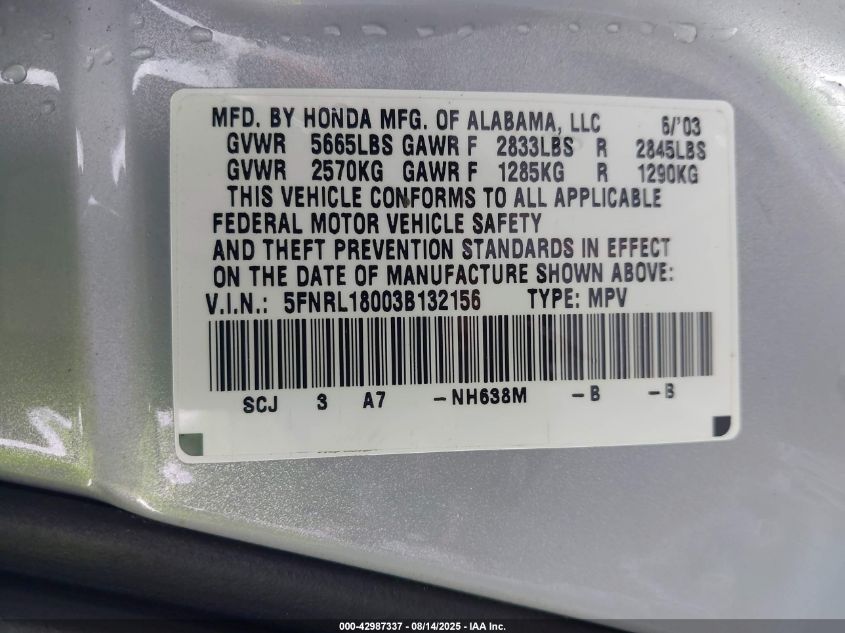 MFD. BY HONDA MFG. OF ALABAMA, LLC 6/'03
GVWR 5665LBS GAWR F 2833LBS R 2845LBS
GVWR 2570KG GAWR F 1285KG R 1290KG
THIS VEHICLE CONFORMS TO ALL APPLICABLE
FEDERAL MOTOR VEHICLE SAFETY
AND THEFT PREVENTION STANDARDS IN EFFECT
ON THE DATE OF MANUFACTURE SHOWN ABOVE:
V.I.N.: 5FNRL18003B132156 TYPE: MPV
SCJ 3 A7 -NH638M -B -B
000-42987337 - 08/14/2025 - IAA Inc.